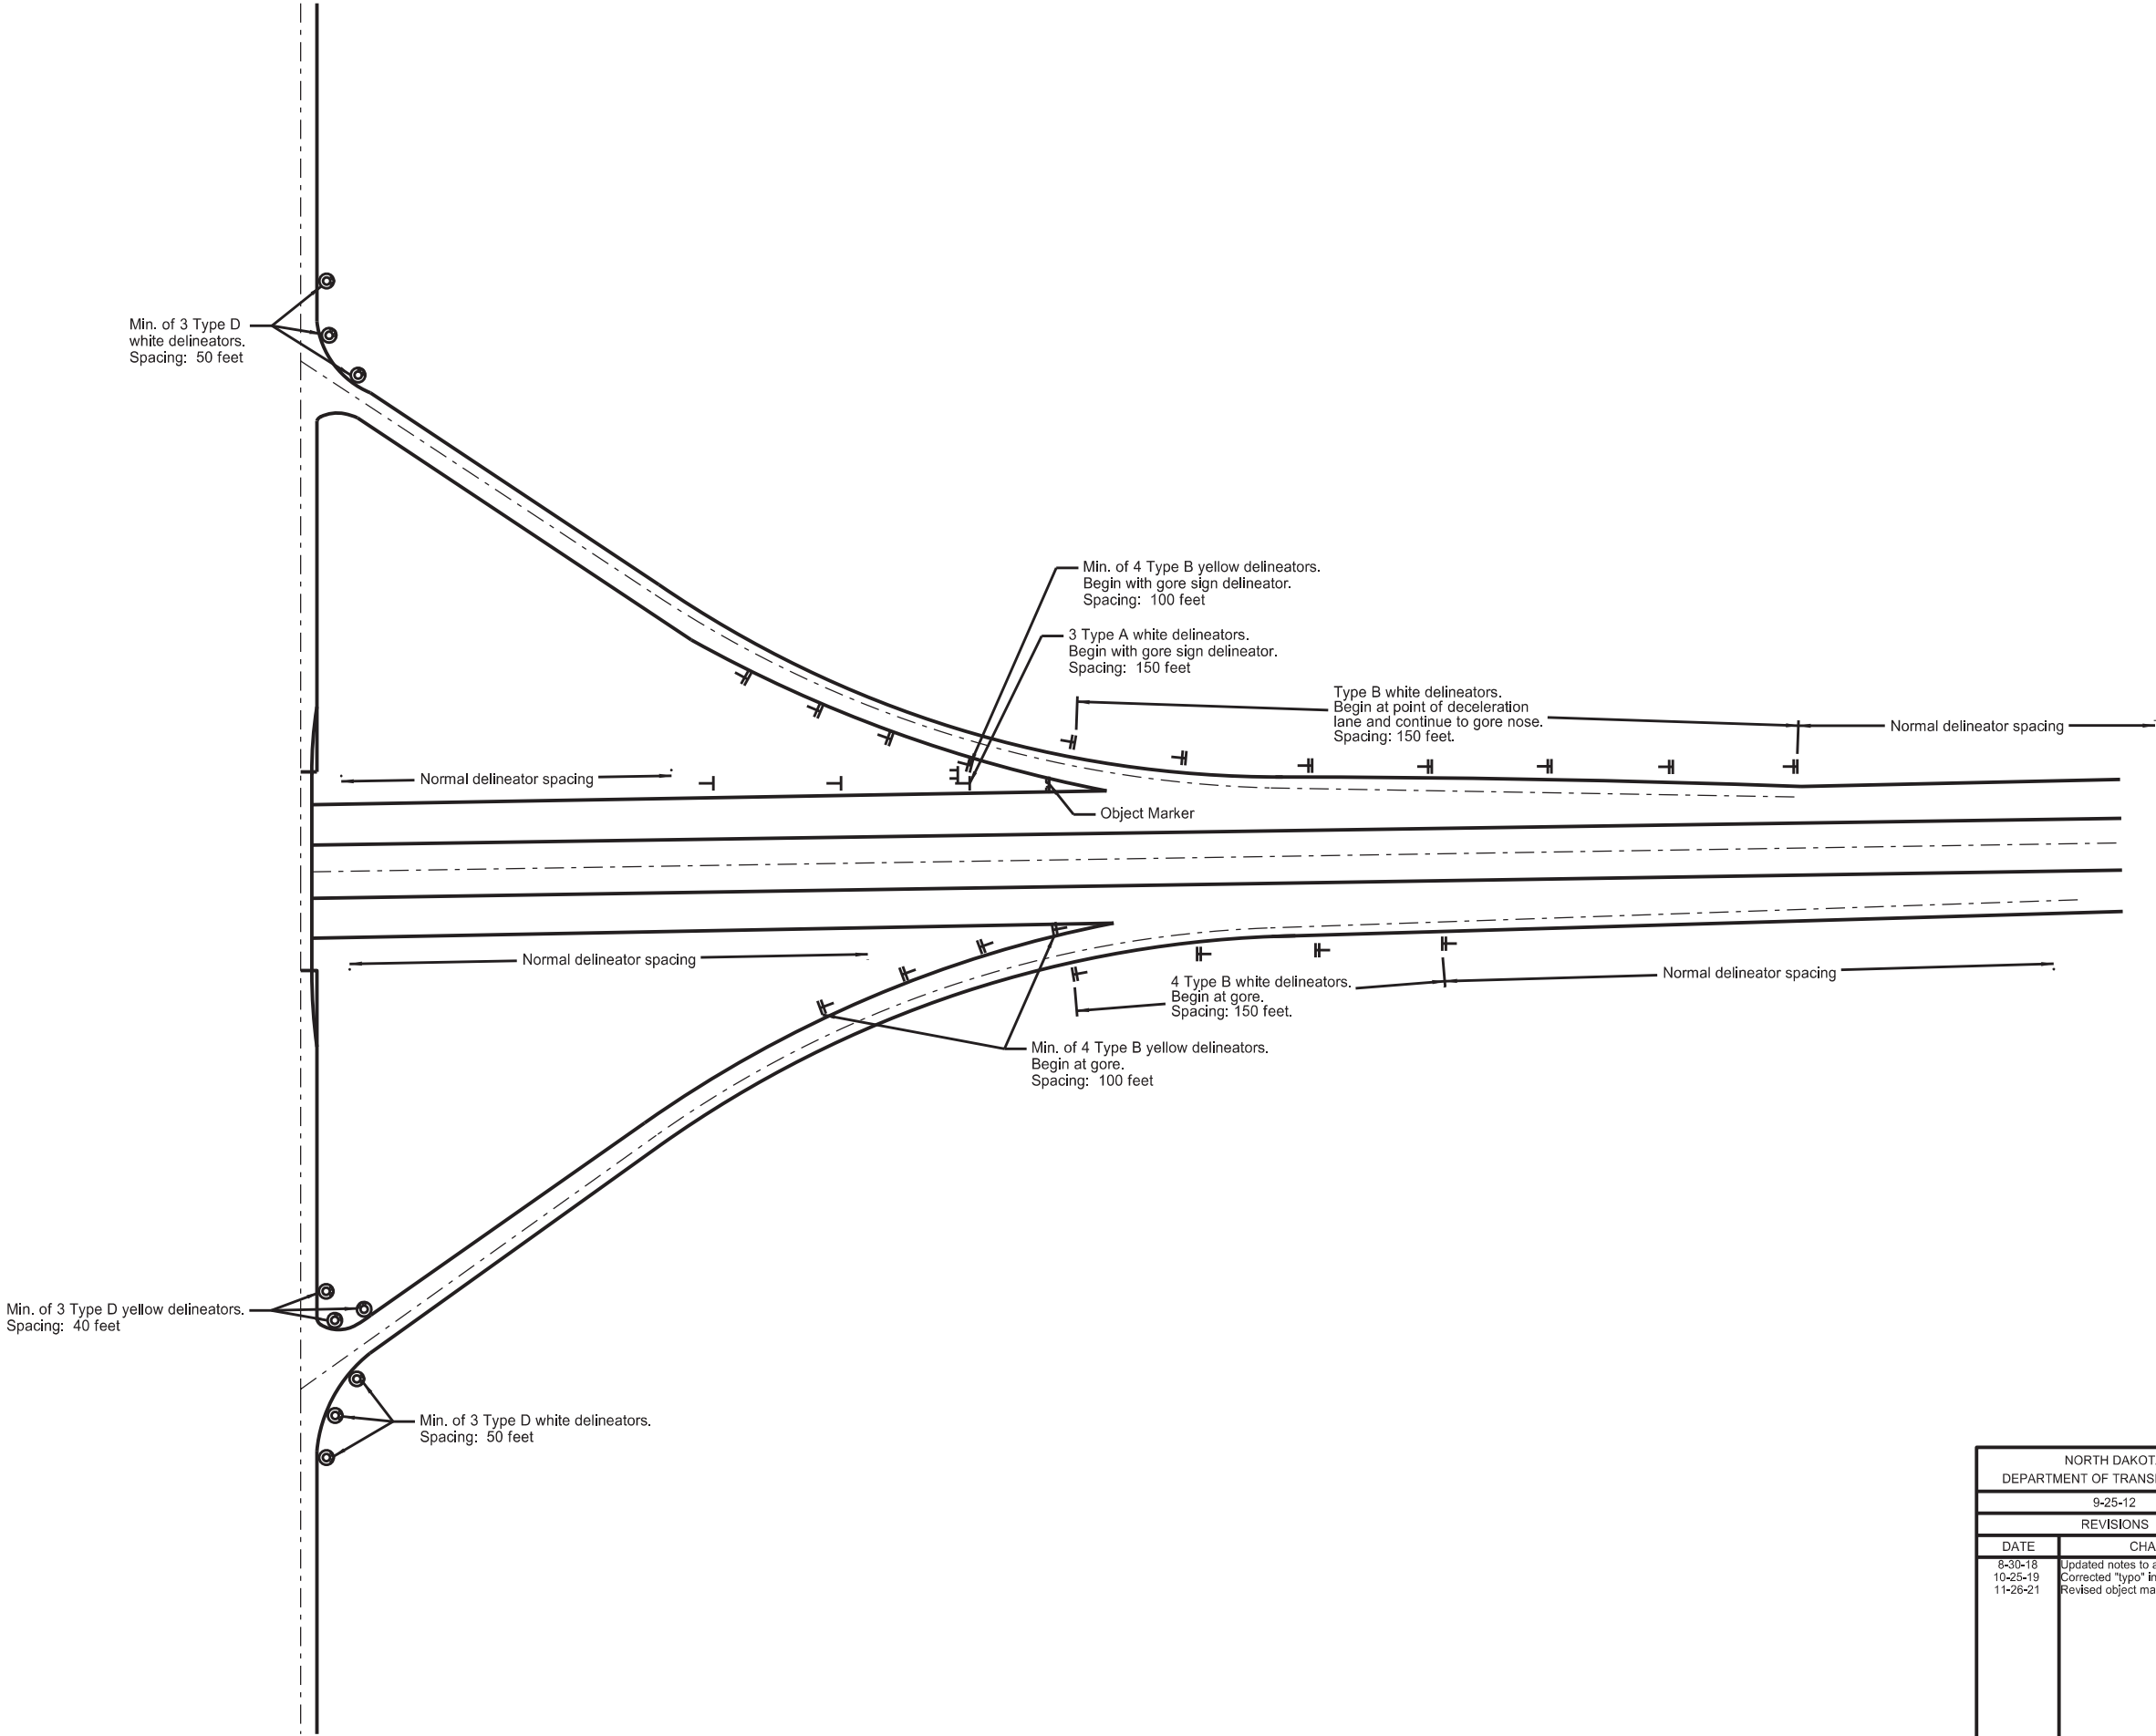 Min. of 3 Type D
white delineators.
Spacing: 50 feet
Min. of 4 Type B yellow delineators.
Begin with gore sign delineator.
Spacing: 100 feet
3 Type A white delineators.
Begin with gore sign delineator.
Spacing: 150 feet
Type B white delineators.
Begin at point of deceleration
lane and continue to gore nose.
Spacing: 150 feet.
Normal delineator spacing
Normal delineator spacing
Object Marker
Normal delineator spacing
4 Type B white delineators.
Begin at gore.
Spacing: 150 feet.
Normal delineator spacing
Min. of 4 Type B yellow delineators.
Begin at gore.
Spacing: 100 feet
Min. of 3 Type D yellow delineators.
Spacing: 40 feet
Min. of 3 Type D white delineators.
Spacing: 50 feet
NORTH DAKOT
DEPARTMENT OF TRANS
9-25-12
REVISIONS
DATE CHA
8-30-18 Updated notes to a
10-25-19 Corrected "typo" in
11-26-21 Revised object ma